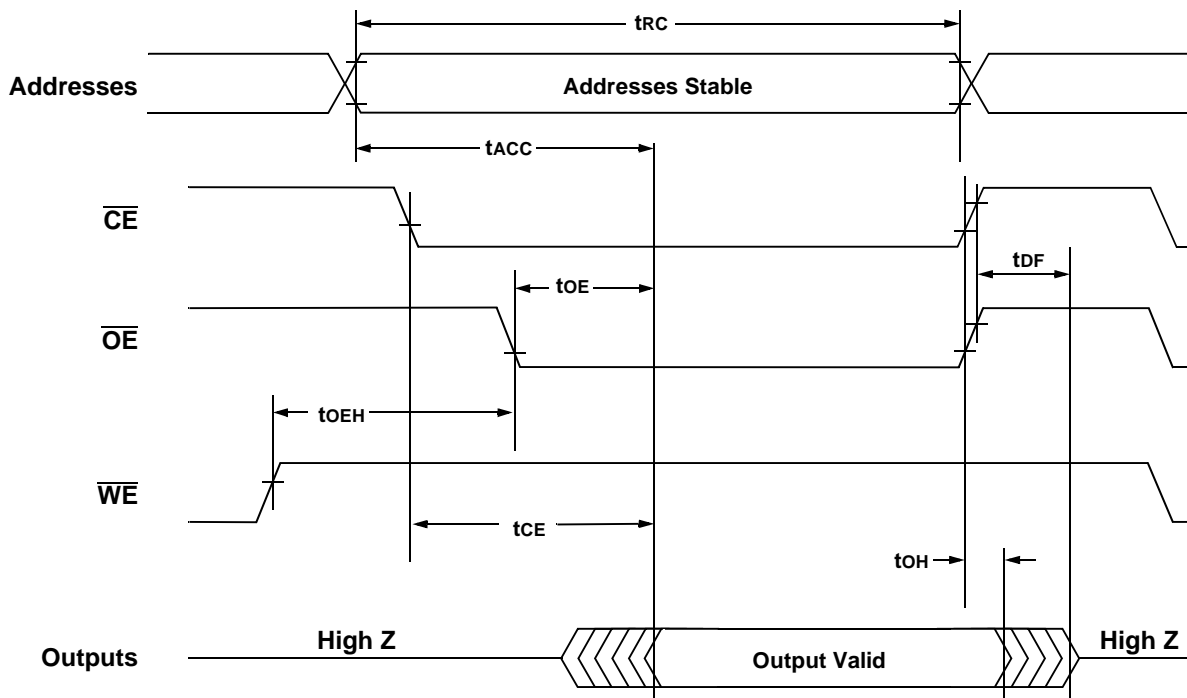 tRC
Addresses
Addresses Stable
tACC
CE
tDF
tOE
OE
tOEH
WE
tCE
tOH
High Z
High Z
Outputs
Output Valid